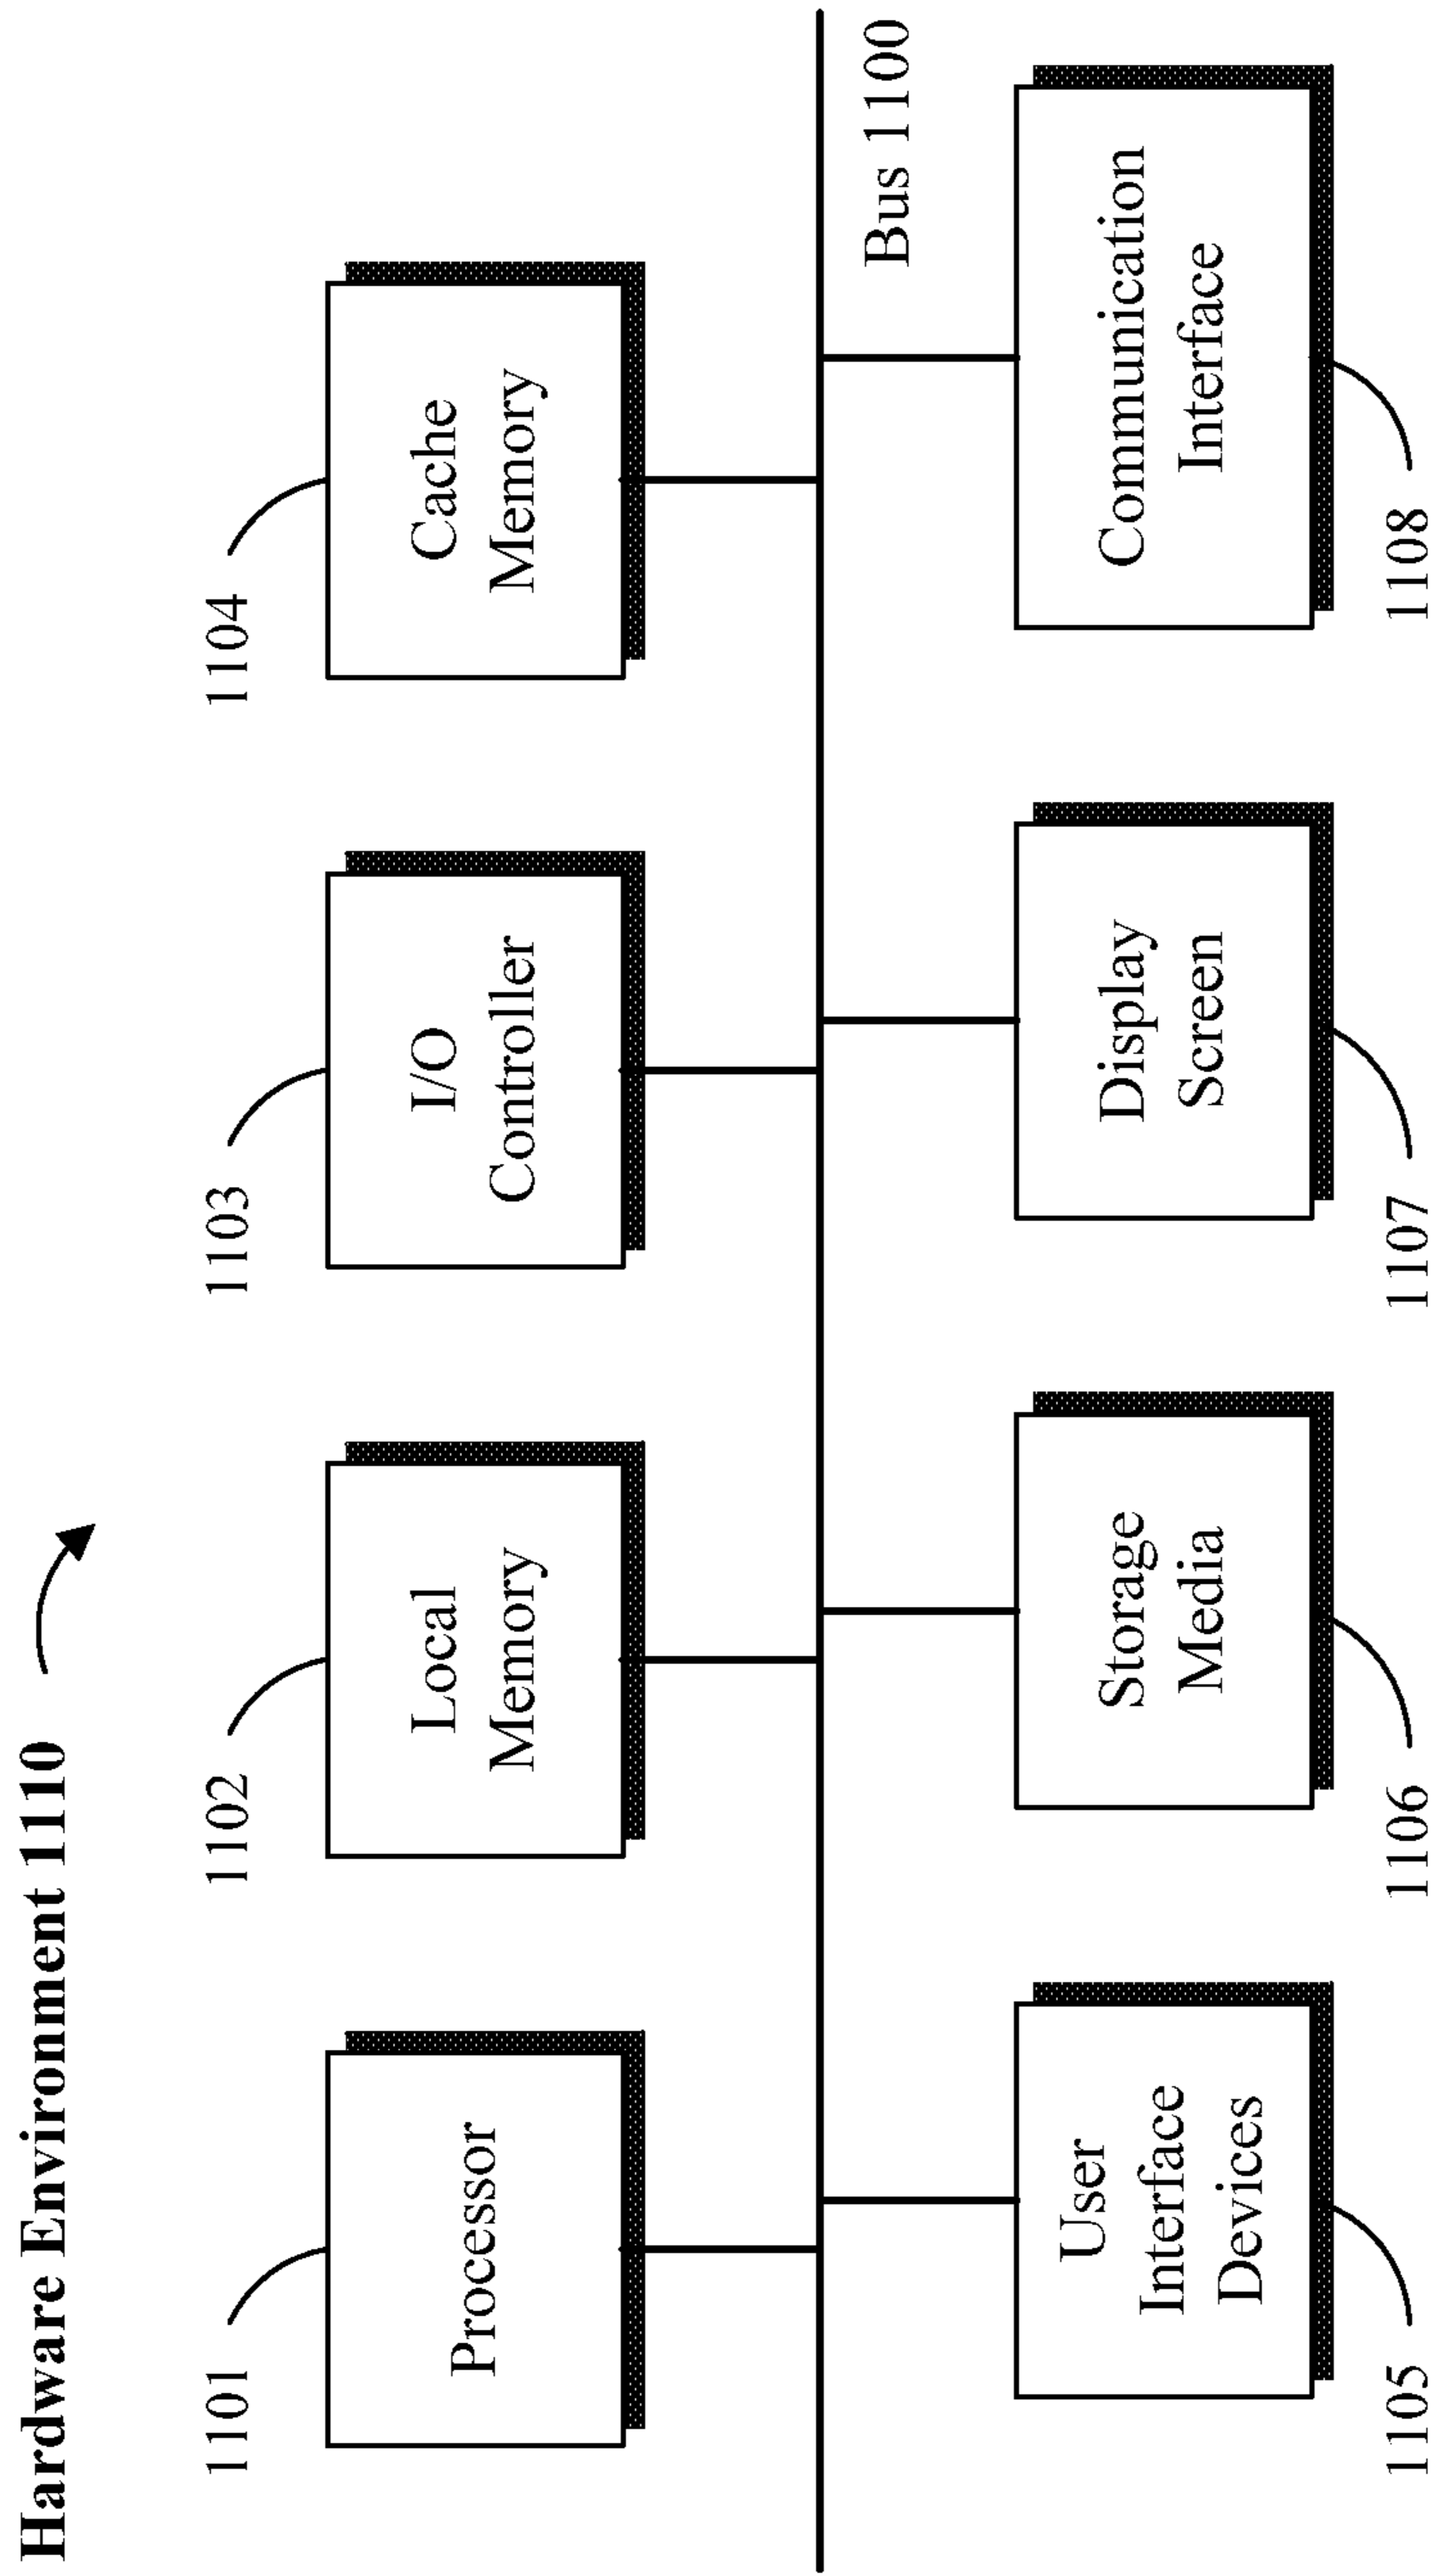 Hardware Environment 1110
1101
1102
1103
1104
Processor
Local
Memory
I/O
Controller
Cache
Memory
Bus 1100
User
Interface
Devices
Storage
Media
Display
Screen
Communication
Interface
1105
1106
1107
1108